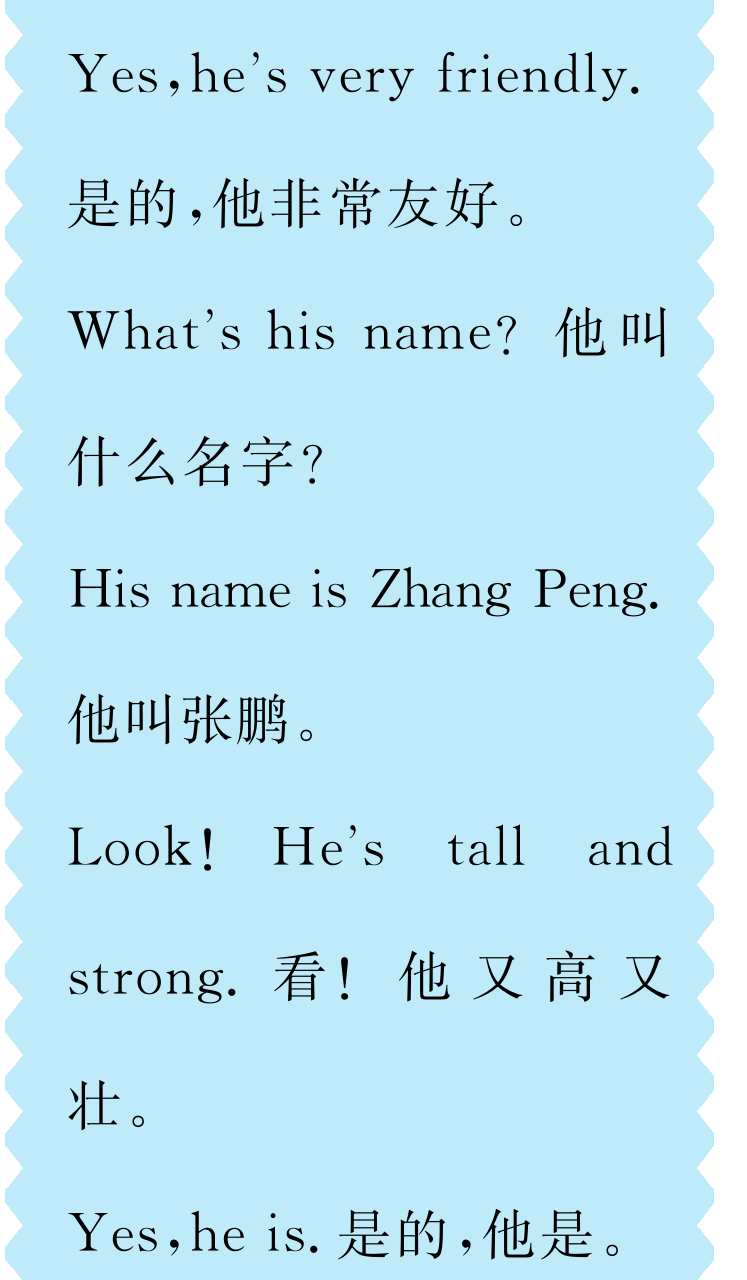 Yes,he's very friendly.
是的,他非常友好。
What's his name? 他叫
什么名字?
His name is Zhang Peng.
他叫张鹏。
Look! He's tall and
strong. 看! 他又高又
壮。
Yes,he is. 是的,他是。